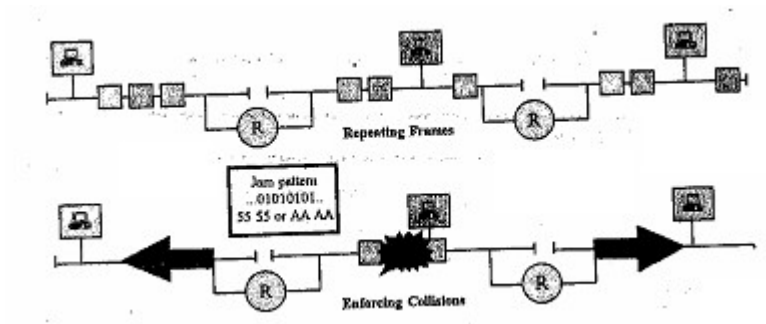 R
R
Repeating Frames
Jam pattern
...01010101..
55 55 or AA AA
R
R
Enforcing Collisions